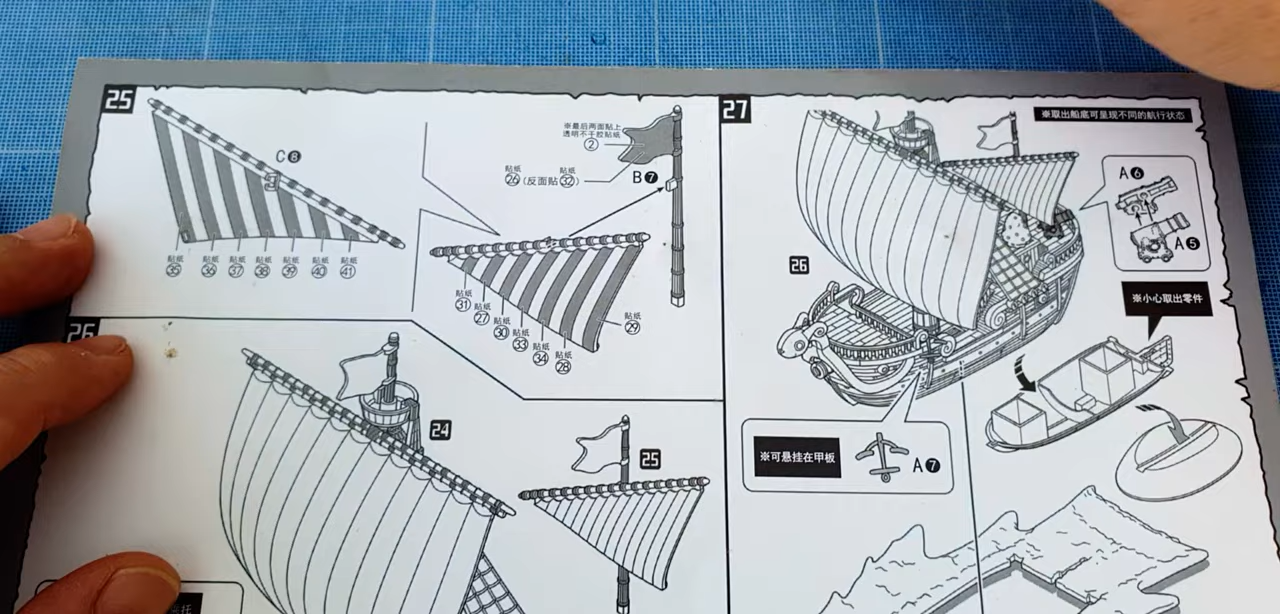 25
C8
※最后两面贴上
透明不干胶贴纸
②
贴纸 贴纸
㉖(反面贴㉜)
B7
贴纸 贴纸 贴纸 贴纸 贴纸 贴纸 贴纸
㉟ ㊱ ㊲ ㊳ ㊴ ㊵ ㊶
贴纸
㉛
贴纸
㉗
贴纸
㉚
贴纸
㉝
贴纸
㉞
贴纸
㉘
贴纸
㉙
26
24
25
27
※取出船底可呈现不同的航行状态
A6
A5
26
※小心取出零件
※可悬挂在甲板
A7